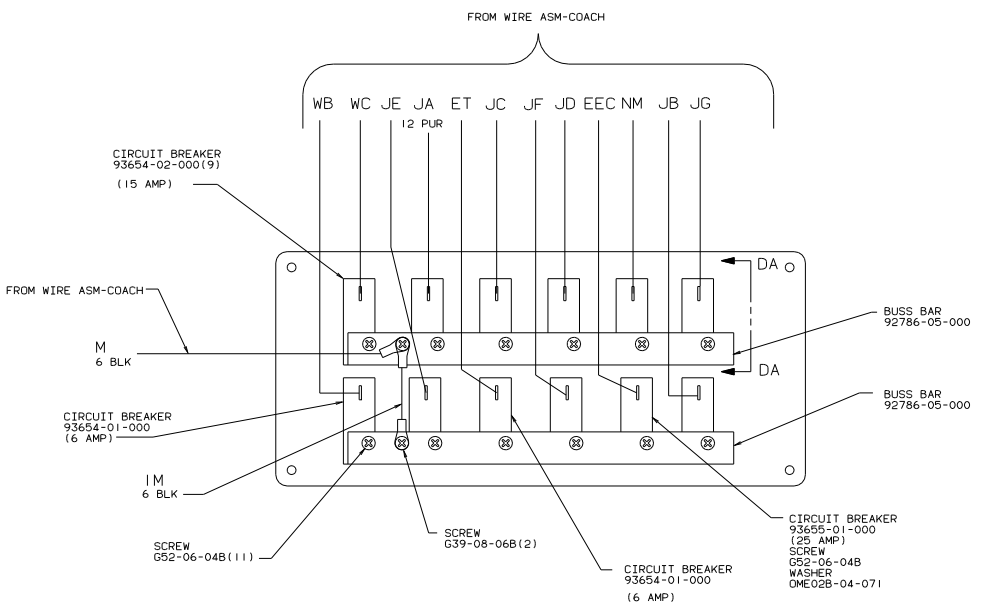 FROM WIRE ASM-COACH
WB WC JE JA ET JC JF JD EEC NM JB JG
12 PUR
CIRCUIT BREAKER
93654-02-000(9)
(15 AMP)
DA
FROM WIRE ASM-COACH
BUSS BAR
92786-05-000
M
6 BLK
DA
BUSS BAR
92786-05-000
CIRCUIT BREAKER
93654-01-000
(6 AMP)
1M
6 BLK
SCREW
G52-06-04B(11)
SCREW
G39-08-06B(2)
CIRCUIT BREAKER
93654-01-000
(6 AMP)
CIRCUIT BREAKER
93655-01-000
(25 AMP)
SCREW
G52-06-04B
WASHER
OME02B-04-071